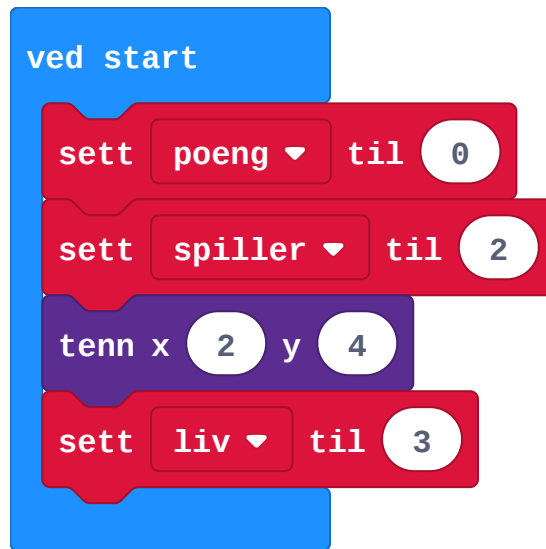 ved start
sett poeng til 0
sett spiller til 2
tenn x 2 y 4
sett liv til 3